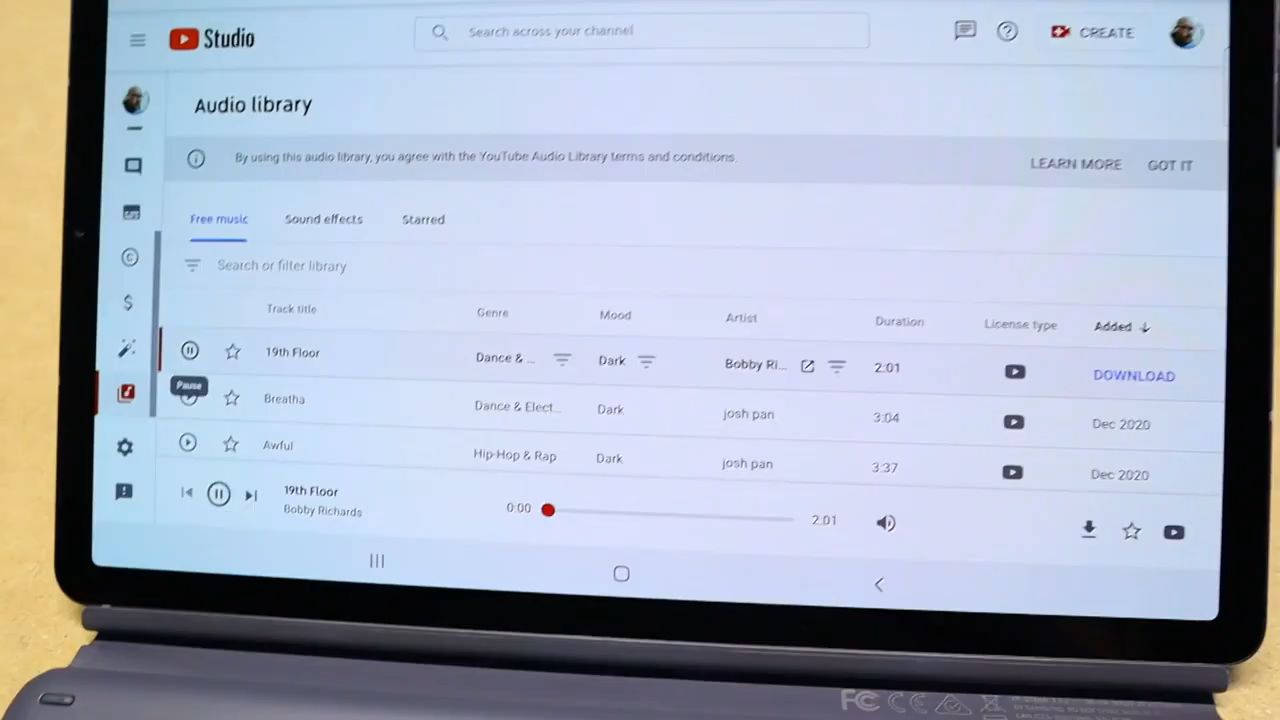 Studio
Search across your channel
CREATE
Audio library
By using this audio library, you agree with the YouTube Audio Library terms and conditions.
LEARN MORE
GOT IT
Free music
Sound effects
Starred
Search or filter library
Track title Genre Mood Artist Duration License type Added
19th Floor Dance & ... Dark Bobby Ri... 2:01 DOWNLOAD
Pause
Breatha Dance & Elect... Dark josh pan 3:04 Dec 2020
Awful Hip-Hop & Rap Dark josh pan 3:37 Dec 2020
19th Floor
Bobby Richards
0:00
2:01
FC CE